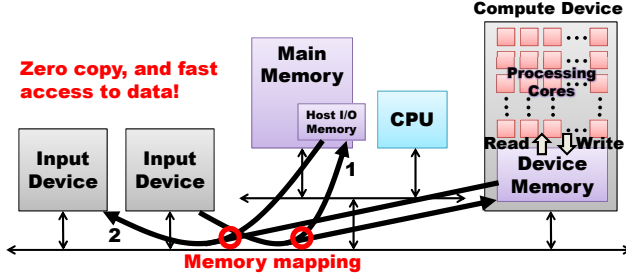 Compute Device
Zero copy, and fast
access to data!
Main
Memory
Host I/O
Memory
CPU
Processing
Cores
Read
Write
Device
Memory
Input
Device
Input
Device
1
2
Memory mapping